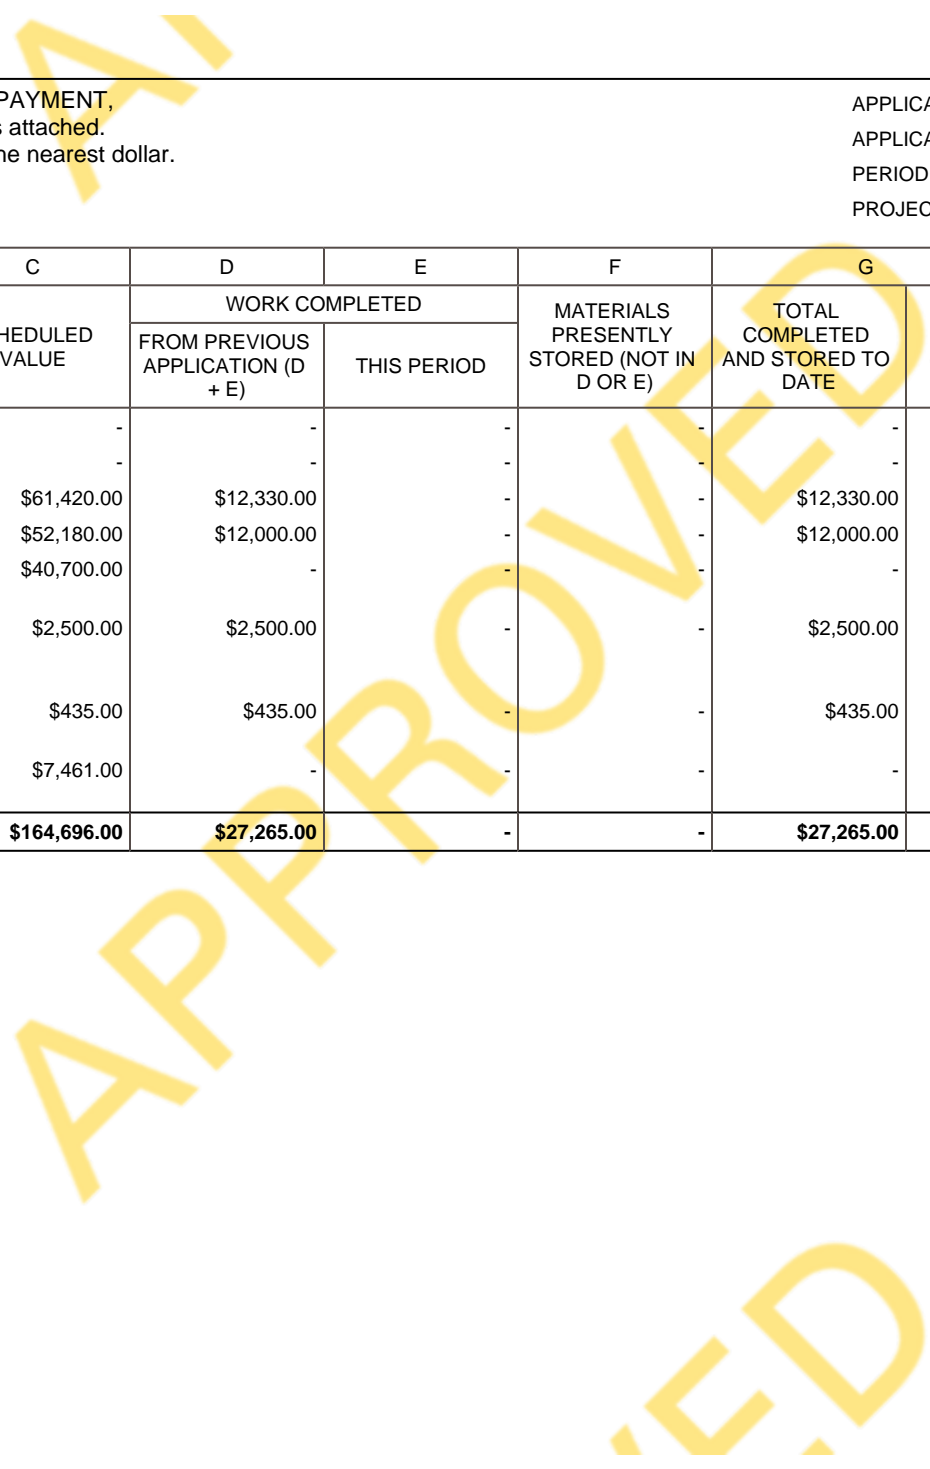 PAYMENT,
s attached.
ne nearest dollar.
APPLICA
APPLICA
PERIOD
PROJEC
C D E F G
HEDULED VALUE
WORK COMPLETED
FROM PREVIOUS APPLICATION (D + E)
THIS PERIOD
MATERIALS PRESENTLY STORED (NOT IN D OR E)
TOTAL COMPLETED AND STORED TO DATE
- - - - -
- - - - -
$61,420.00 $12,330.00 - - $12,330.00
$52,180.00 $12,000.00 - - $12,000.00
$40,700.00 - - - -
$2,500.00 $2,500.00 - - $2,500.00
$435.00 $435.00 - - $435.00
$7,461.00 - - - -
$164,696.00 $27,265.00 - - $27,265.00
APPROVED